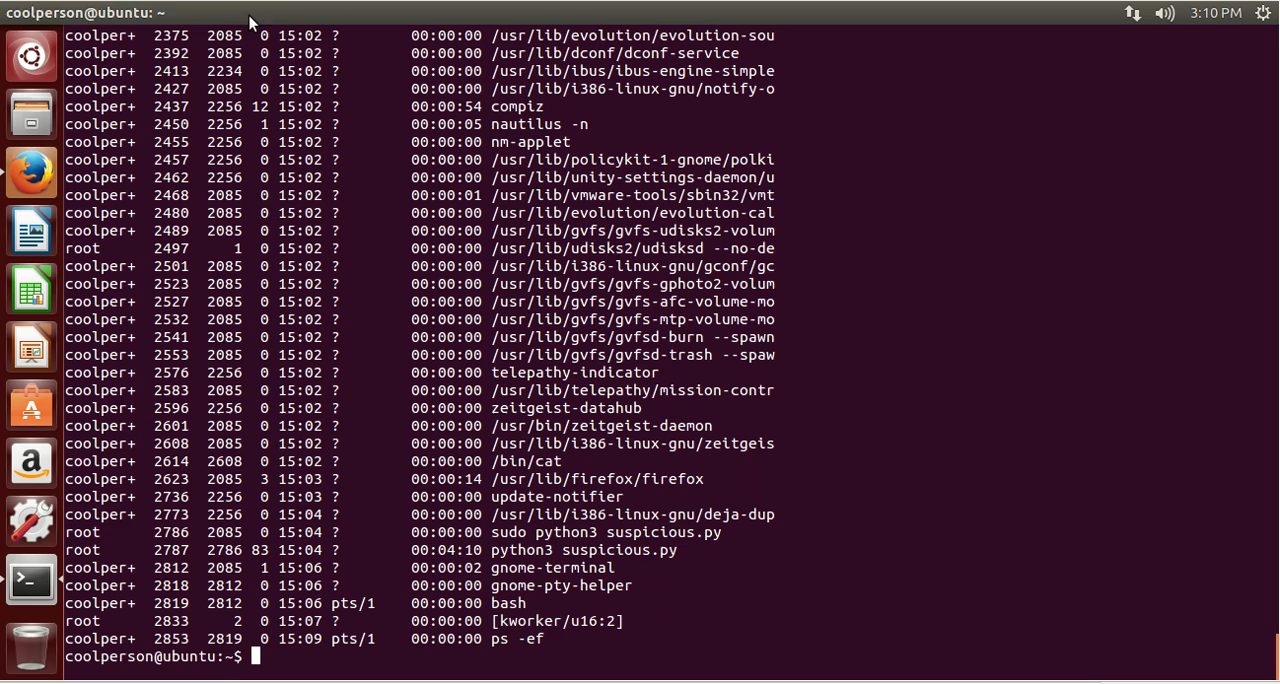 coolperson@ubuntu: ~ 3:10 PM
coolper+  2375  2085  0 15:02 ?        00:00:00 /usr/lib/evolution/evolution-sou
coolper+  2392  2085  0 15:02 ?        00:00:00 /usr/lib/dconf/dconf-service
coolper+  2413  2234  0 15:02 ?        00:00:00 /usr/lib/ibus/ibus-engine-simple
coolper+  2427  2085  0 15:02 ?        00:00:00 /usr/lib/i386-linux-gnu/notify-o
coolper+  2437  2256 12 15:02 ?        00:00:54 compiz
coolper+  2450  2256  1 15:02 ?        00:00:05 nautilus -n
coolper+  2455  2256  0 15:02 ?        00:00:00 nm-applet
coolper+  2457  2256  0 15:02 ?        00:00:00 /usr/lib/policykit-1-gnome/polki
coolper+  2462  2256  0 15:02 ?        00:00:00 /usr/lib/unity-settings-daemon/u
coolper+  2468  2256  0 15:02 ?        00:00:01 /usr/lib/vmware-tools/sbin32/vmt
coolper+  2480  2085  0 15:02 ?        00:00:00 /usr/lib/evolution/evolution-cal
coolper+  2489  2085  0 15:02 ?        00:00:00 /usr/lib/gvfs/gvfs-udisks2-volum
root      2497     1  0 15:02 ?        00:00:00 /usr/lib/udisks2/udisksd --no-de
coolper+  2501  2085  0 15:02 ?        00:00:00 /usr/lib/i386-linux-gnu/gconf/gc
coolper+  2523  2085  0 15:02 ?        00:00:00 /usr/lib/gvfs/gvfs-gphoto2-volum
coolper+  2527  2085  0 15:02 ?        00:00:00 /usr/lib/gvfs/gvfs-afc-volume-mo
coolper+  2532  2085  0 15:02 ?        00:00:00 /usr/lib/gvfs/gvfs-mtp-volume-mo
coolper+  2541  2085  0 15:02 ?        00:00:00 /usr/lib/gvfs/gvfsd-burn --spawn
coolper+  2553  2085  0 15:02 ?        00:00:00 /usr/lib/gvfs/gvfsd-trash --spaw
coolper+  2576  2256  0 15:02 ?        00:00:00 telepathy-indicator
coolper+  2583  2085  0 15:02 ?        00:00:00 /usr/lib/telepathy/mission-contr
coolper+  2596  2256  0 15:02 ?        00:00:00 zeitgeist-datahub
coolper+  2601  2085  0 15:02 ?        00:00:00 /usr/bin/zeitgeist-daemon
coolper+  2608  2085  0 15:02 ?        00:00:00 /usr/lib/i386-linux-gnu/zeitgeis
coolper+  2614  2608  0 15:02 ?        00:00:00 /bin/cat
coolper+  2623  2085  3 15:03 ?        00:00:14 /usr/lib/firefox/firefox
coolper+  2736  2256  0 15:03 ?        00:00:00 update-notifier
coolper+  2773  2256  0 15:04 ?        00:00:00 /usr/lib/i386-linux-gnu/deja-dup
root      2786  2085  0 15:04 ?        00:00:00 sudo python3 suspicious.py
root      2787  2786 83 15:04 ?        00:04:10 python3 suspicious.py
coolper+  2812  2085  1 15:06 ?        00:00:02 gnome-terminal
coolper+  2818  2812  0 15:06 ?        00:00:00 gnome-pty-helper
coolper+  2819  2812  0 15:06 pts/1    00:00:00 bash
root      2833     2  0 15:07 ?        00:00:00 [kworker/u16:2]
coolper+  2853  2819  0 15:09 pts/1    00:00:00 ps -ef
coolperson@ubuntu:~$